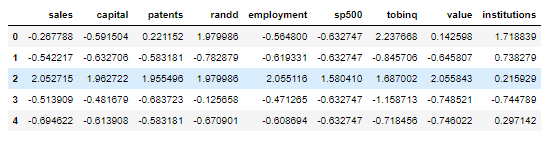 sales capital patents randd employment sp500 tobinq value institutions
0 -0.267788 -0.591504 0.221152 1.979986 -0.564800 -0.632747 2.237668 0.142598 1.718839
1 -0.542217 -0.632706 -0.583181 -0.782879 -0.619331 -0.632747 -0.845706 -0.645807 0.738279
2 2.052715 1.962722 1.955496 1.979986 2.055116 1.580410 1.687002 2.055843 0.215929
3 -0.513909 -0.481679 -0.683723 -0.125658 -0.471265 -0.632747 -1.158713 -0.748521 -0.744789
4 -0.694622 -0.613908 -0.583181 -0.670901 -0.608694 -0.632747 -0.718456 -0.746022 0.297142